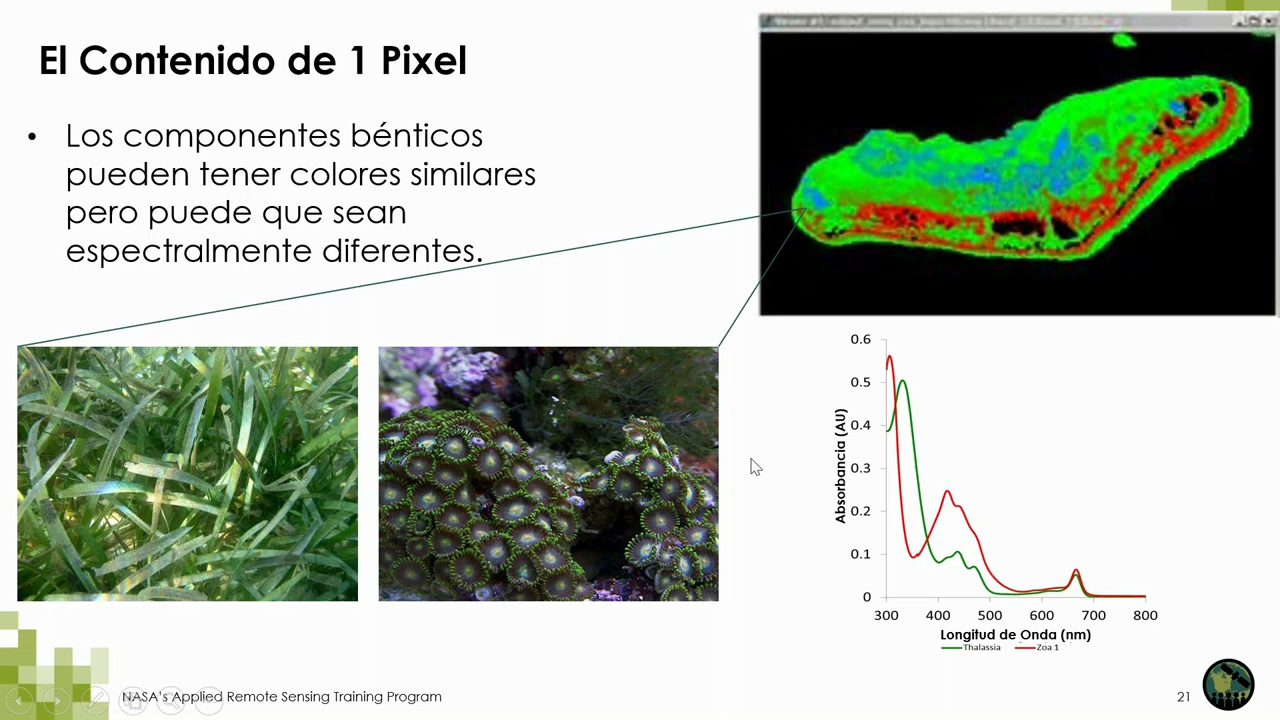 El Contenido de 1 Pixel
• Los componentes bénticos
pueden tener colores similares
pero puede que sean
espectralmente diferentes.
0.6
0.5
0.4
0.3
0.2
0.1
0
Absorbancia (AU)
300 400 500 600 700 800
Longitud de Onda (nm)
Thalassia Zoa 1
NASA's Applied Remote Sensing Training Program
21